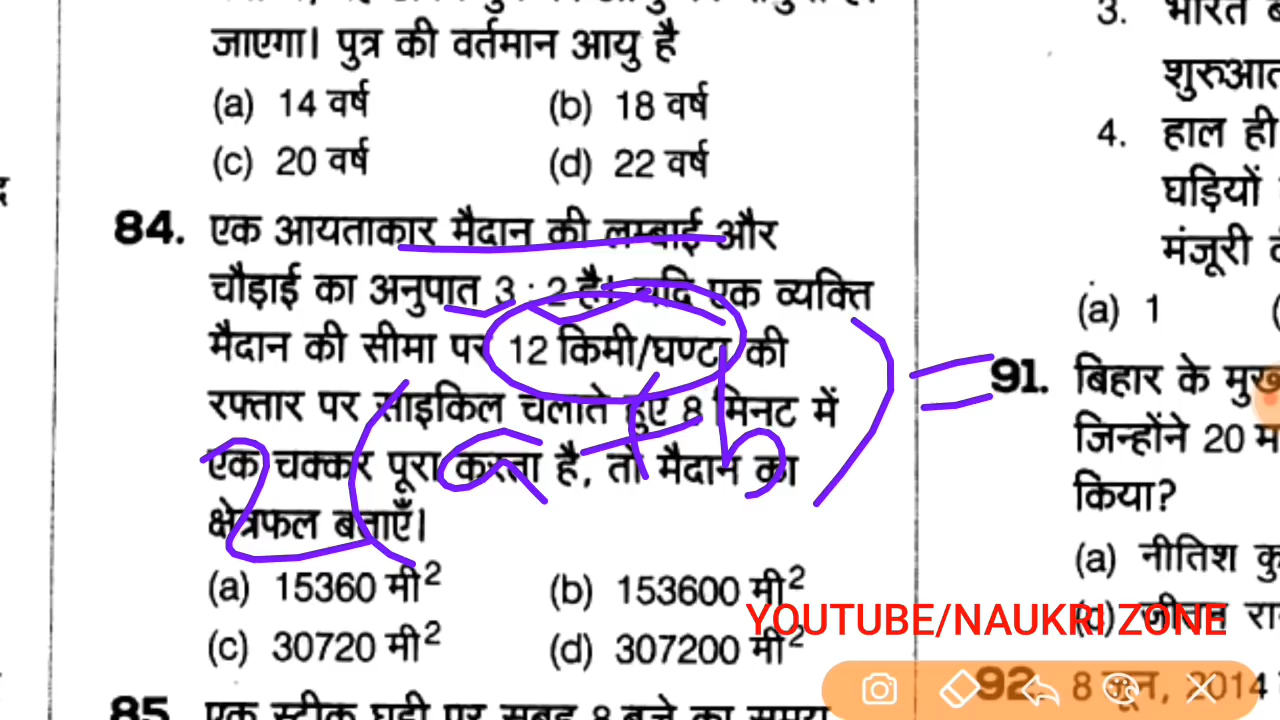 जाएगा। पुत्र की वर्तमान आयु है
(a) 14 वर्ष (b) 18 वर्ष
(c) 20 वर्ष (d) 22 वर्ष
84. एक आयताकार मैदान की लम्बाई और
चौड़ाई का अनुपात 3 : 2 है। यदि एक व्यक्ति
मैदान की सीमा पर 12 किमी/घण्टा की
रफ्तार पर साइकिल चलाते हुए 8 मिनट में
एक चक्कर पूरा करता है, तो मैदान का
क्षेत्रफल बताएँ।
(a) 15360 मी² (b) 153600 मी²
(c) 30720 मी² (d) 307200 मी²
2(a+b) =
3. भारत
शुरुआत
4. हाल ही
घड़ियों
मंजूरी
(a) 1
91. बिहार के मुख
जिन्होंने 20
किया?
(a) नीतीश
(c) जीतन
92. 8 जून, 2014
YOUTUBE/NAUKRI ZONE